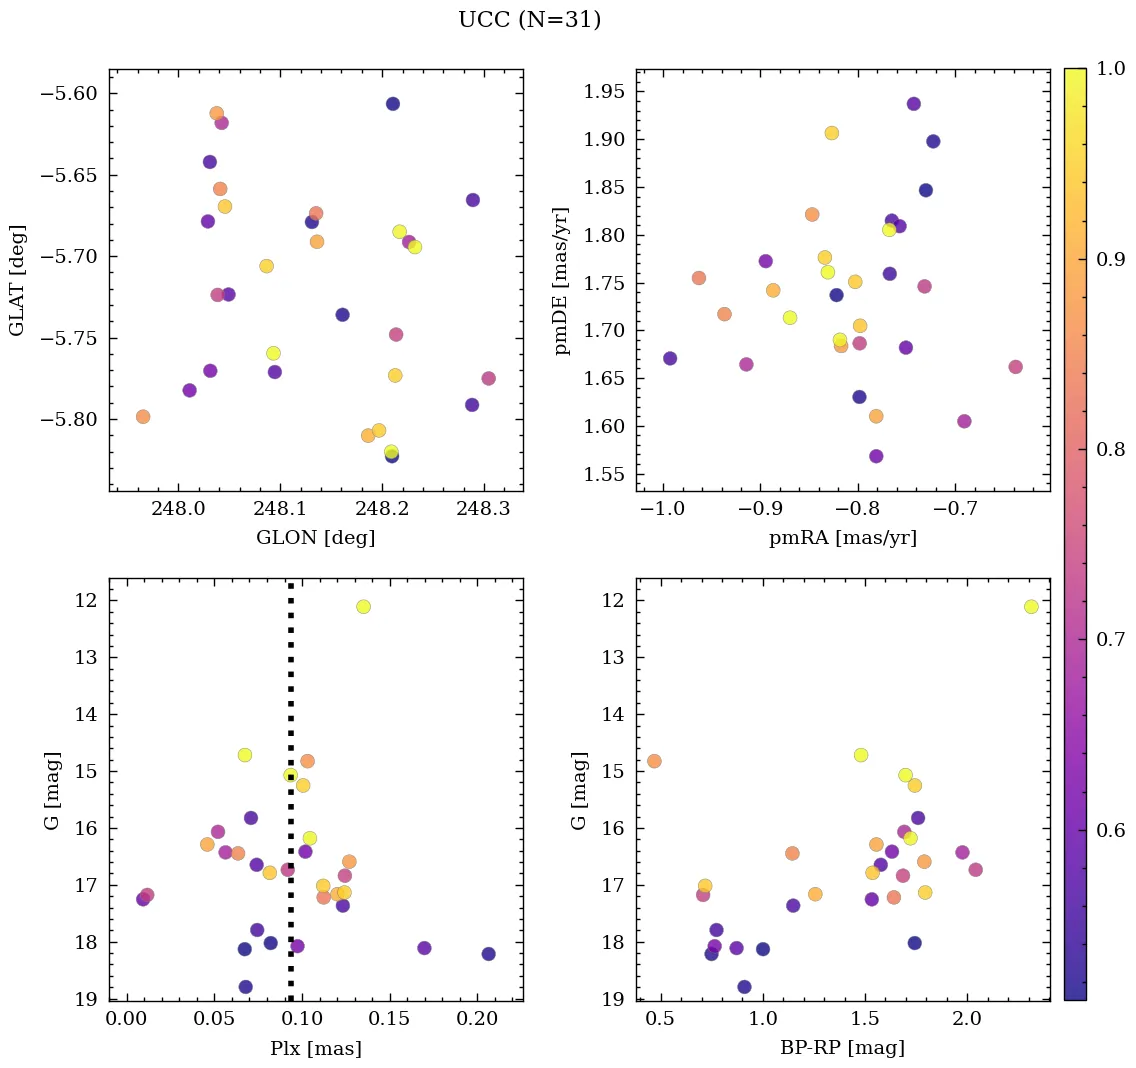 UCC (N=31)
−5.60
−5.65
−5.70
−5.75
−5.80
GLAT [deg]
248.0 248.1 248.2 248.3
GLON [deg]
1.95
1.90
1.85
1.80
1.75
1.70
1.65
1.60
1.55
pmDE [mas/yr]
−1.0 −0.9 −0.8 −0.7
pmRA [mas/yr]
12
13
14
15
16
17
18
19
G [mag]
0.00 0.05 0.10 0.15 0.20
Plx [mas]
12
13
14
15
16
17
18
19
G [mag]
0.5 1.0 1.5 2.0
BP-RP [mag]
1.0
0.9
0.8
0.7
0.6